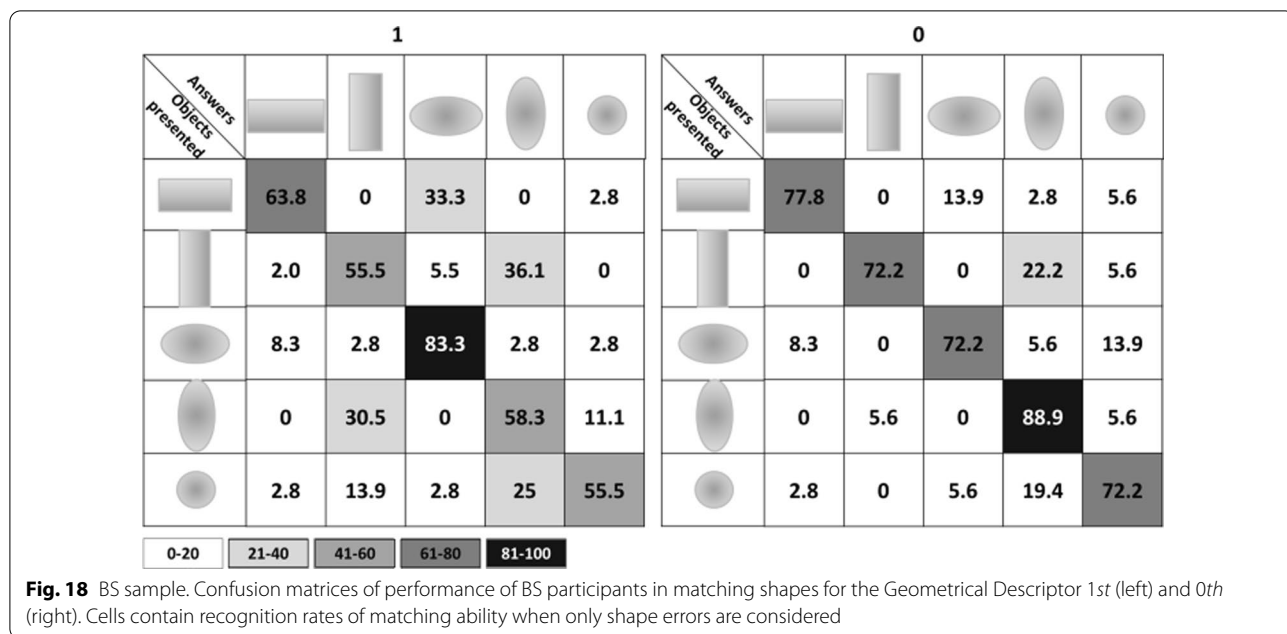 1 0
Answers Answers
Objects presented Objects presented
63.8 0 33.3 0 2.8 77.8 0 13.9 2.8 5.6
2.0 55.5 5.5 36.1 0 0 72.2 0 22.2 5.6
8.3 2.8 83.3 2.8 2.8 8.3 0 72.2 5.6 13.9
0 30.5 0 58.3 11.1 0 5.6 0 88.9 5.6
2.8 13.9 2.8 25 55.5 2.8 0 5.6 19.4 72.2
0-20 21-40 41-60 61-80 81-100
Fig. 18 BS sample. Confusion matrices of performance of BS participants in matching shapes for the Geometrical Descriptor 1st (left) and 0th
(right). Cells contain recognition rates of matching ability when only shape errors are considered